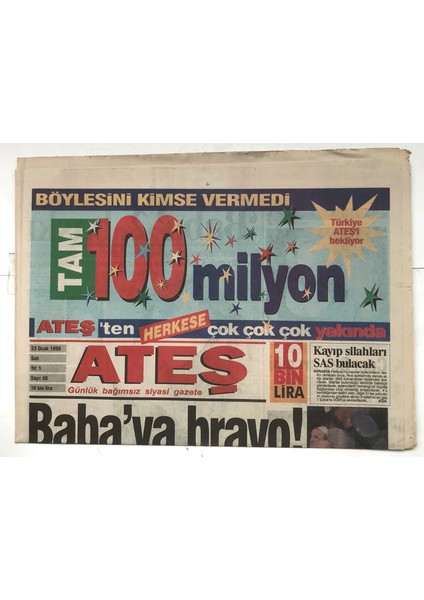 BÖYLESİNİ KİMSE VERMEDİ
TAM 100 milyon
Türkiye
ATEŞ'i
bekliyor
ATEŞ'ten HERKESE çok çok çok yakında
23 Ocak 1996
Salı
Yıl: 1
Sayı: 48
10 bin lira
ATEŞ
Günlük bağımsız siyasi gazete
10
BİN
LİRA
Kayıp silahları
SAS bulacak
Baba'ya bravo!